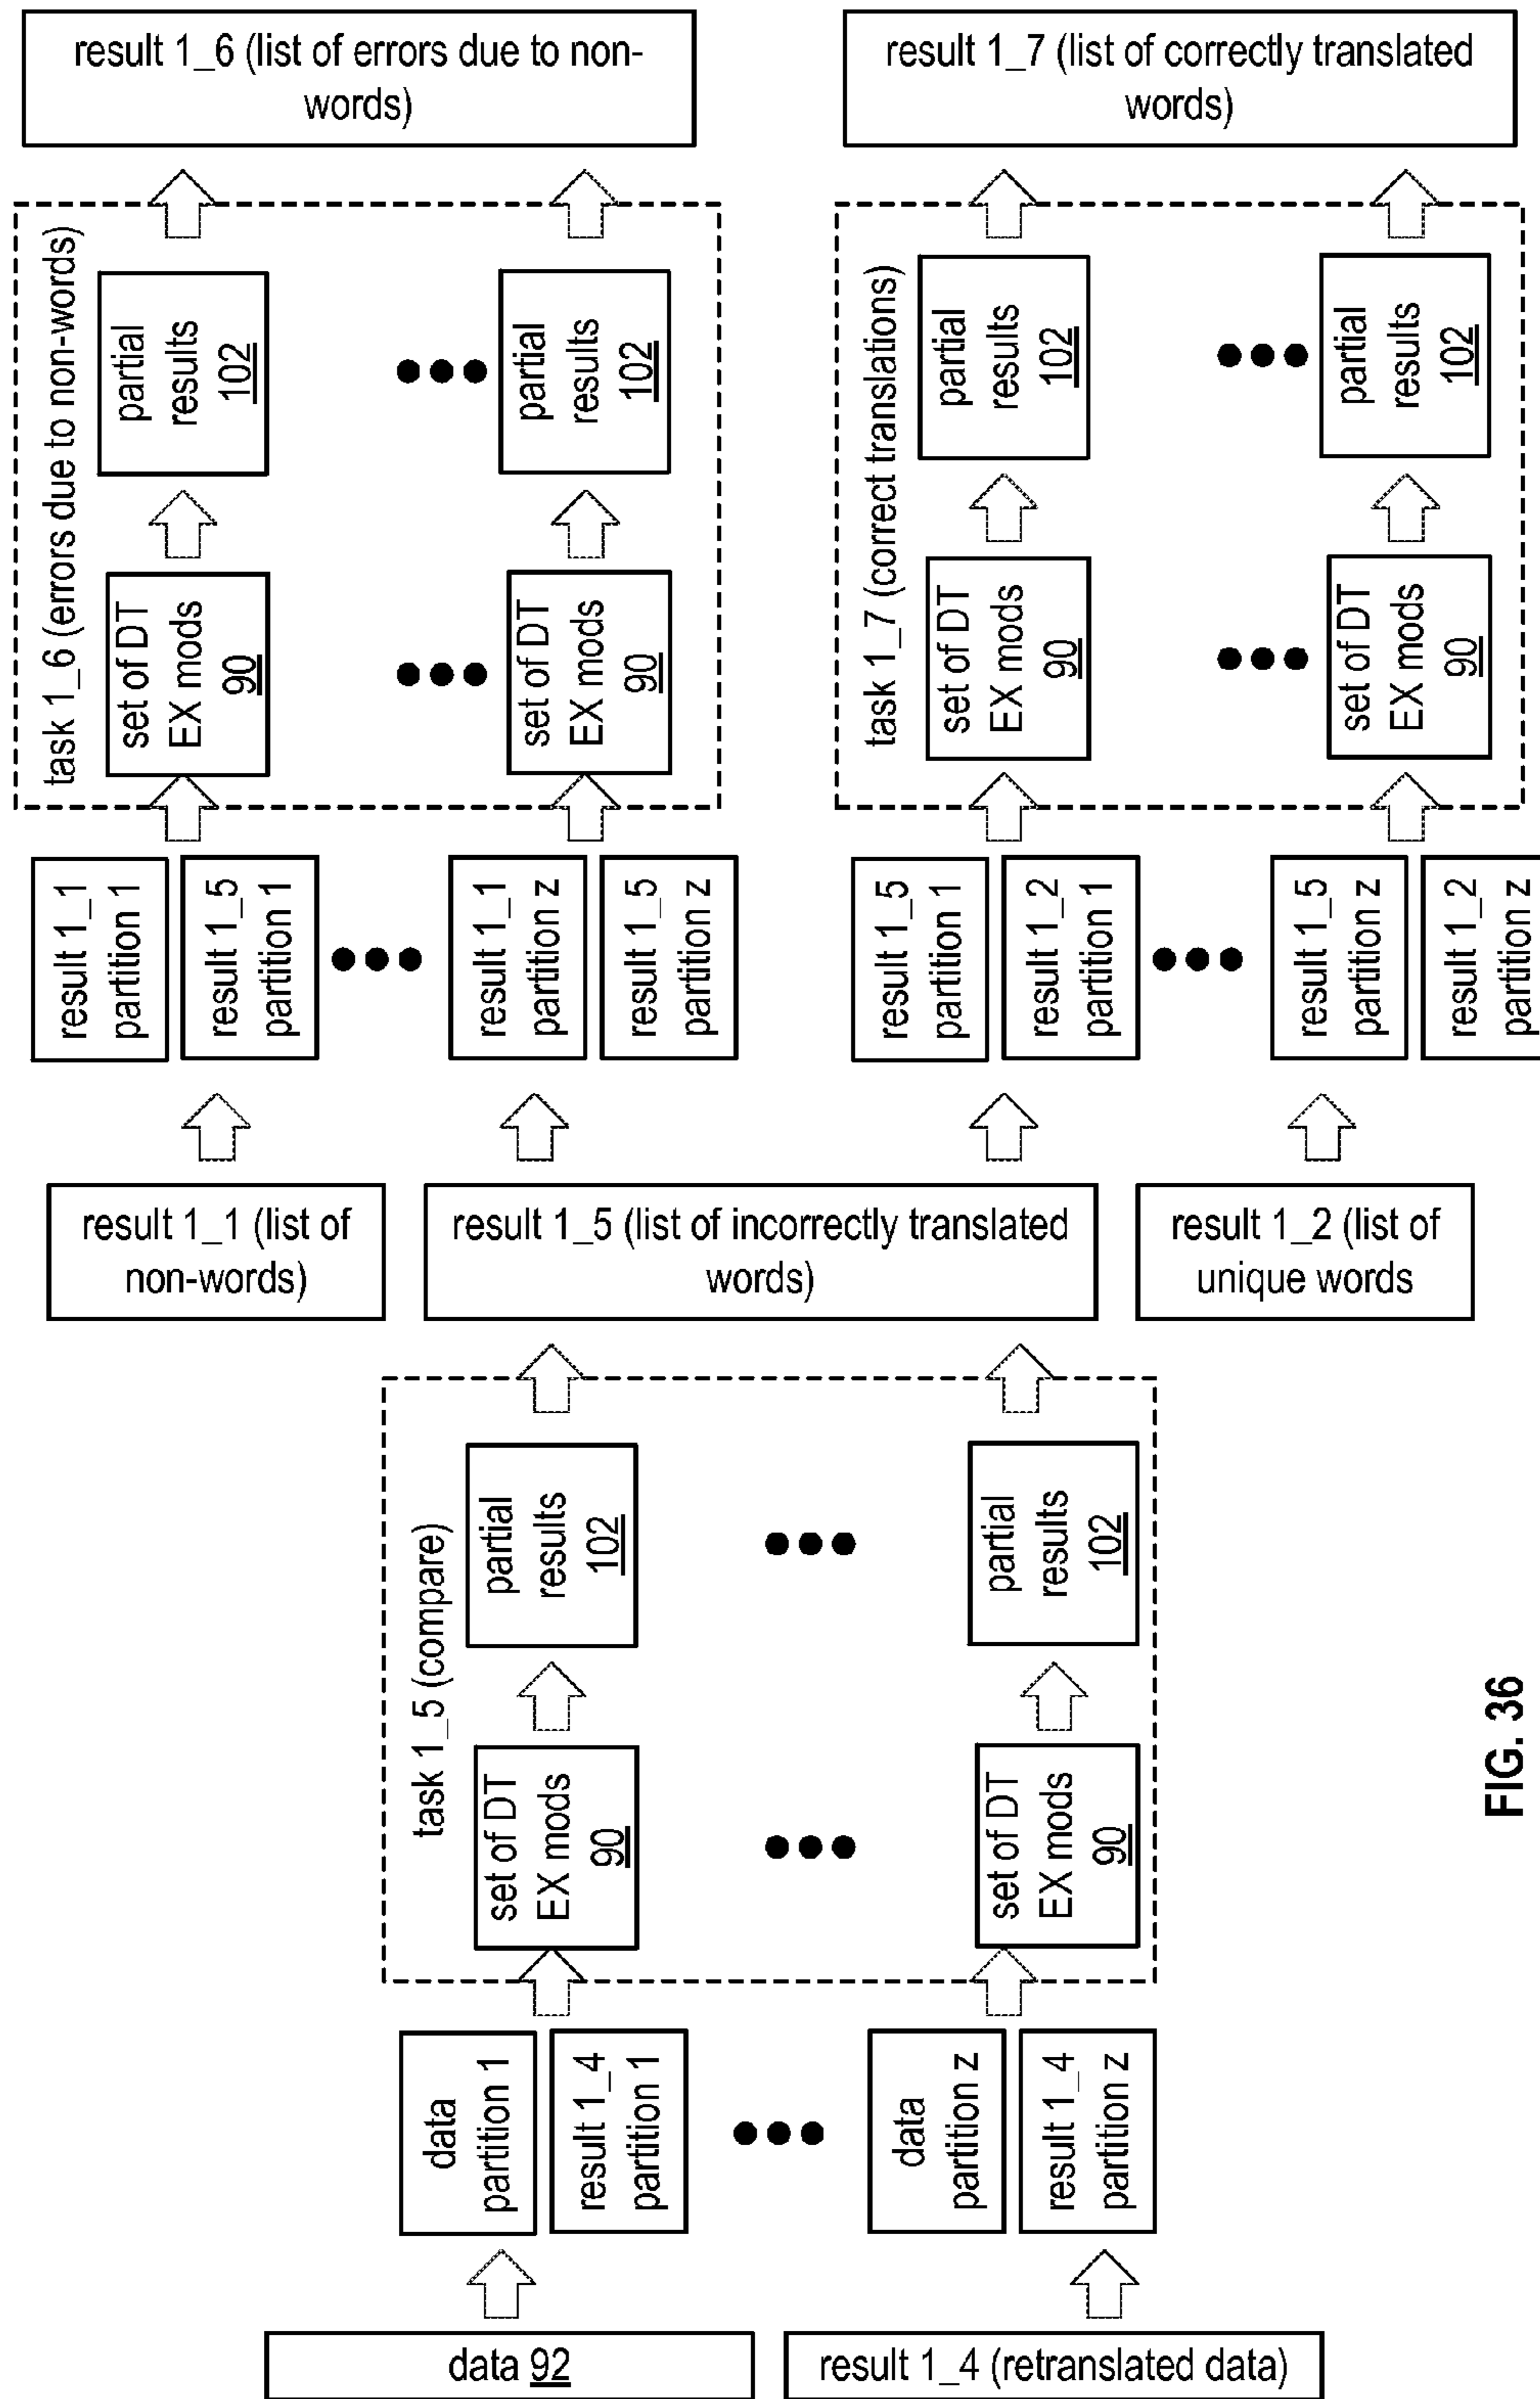 data 92
result 1_4 (retranslated data)
data
partition 1
result 1_4
partition 1
data
partition z
result 1_4
partition z
task 1_5 (compare)
set of DT
EX mods
90
partial
results
102
set of DT
EX mods
90
partial
results
102
result 1_1 (list of
non-words)
result 1_5 (list of incorrectly translated
words)
result 1_2 (list of
unique words
result 1_1
partition 1
result 1_5
partition 1
result 1_1
partition z
result 1_5
partition z
task 1_6 (errors due to non-words)
set of DT
EX mods
90
partial
results
102
set of DT
EX mods
90
partial
results
102
result 1_6 (list of errors due to non-
words)
result 1_5
partition 1
result 1_2
partition 1
result 1_5
partition z
result 1_2
partition z
task 1_7 (correct translations)
set of DT
EX mods
90
partial
results
102
set of DT
EX mods
90
partial
results
102
result 1_7 (list of correctly translated
words)
FIG. 36